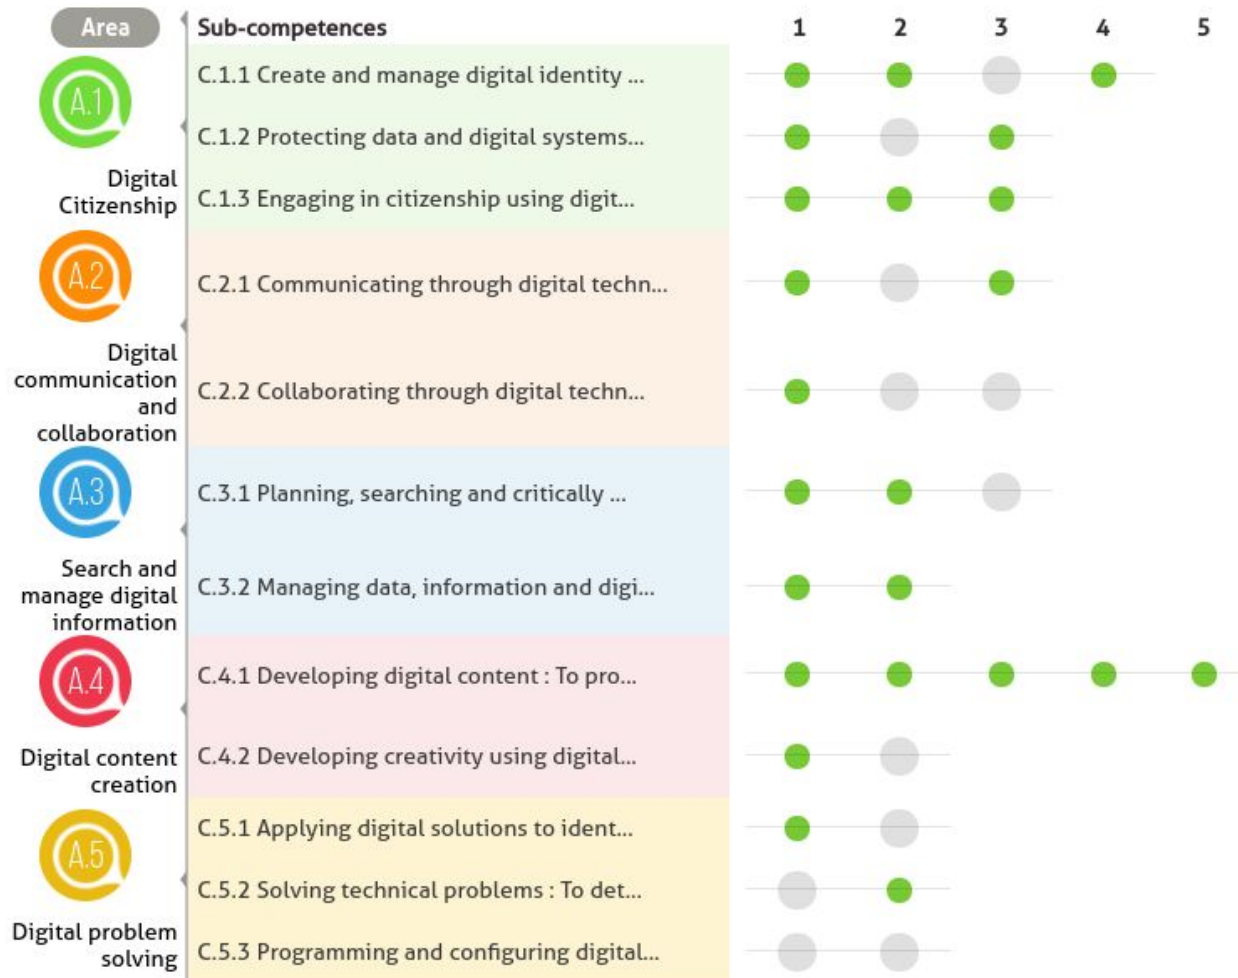 Area
Sub-competences
1 2 3 4 5
A.1
Digital
Citizenship
C.1.1 Create and manage digital identity ...
C.1.2 Protecting data and digital systems...
C.1.3 Engaging in citizenship using digit...
A.2
Digital
communication
and
collaboration
C.2.1 Communicating through digital techn...
C.2.2 Collaborating through digital techn...
A.3
Search and
manage digital
information
C.3.1 Planning, searching and critically ...
C.3.2 Managing data, information and digi...
A.4
Digital content
creation
C.4.1 Developing digital content : To pro...
C.4.2 Developing creativity using digital...
A.5
Digital problem
solving
C.5.1 Applying digital solutions to ident...
C.5.2 Solving technical problems : To det...
C.5.3 Programming and configuring digital...